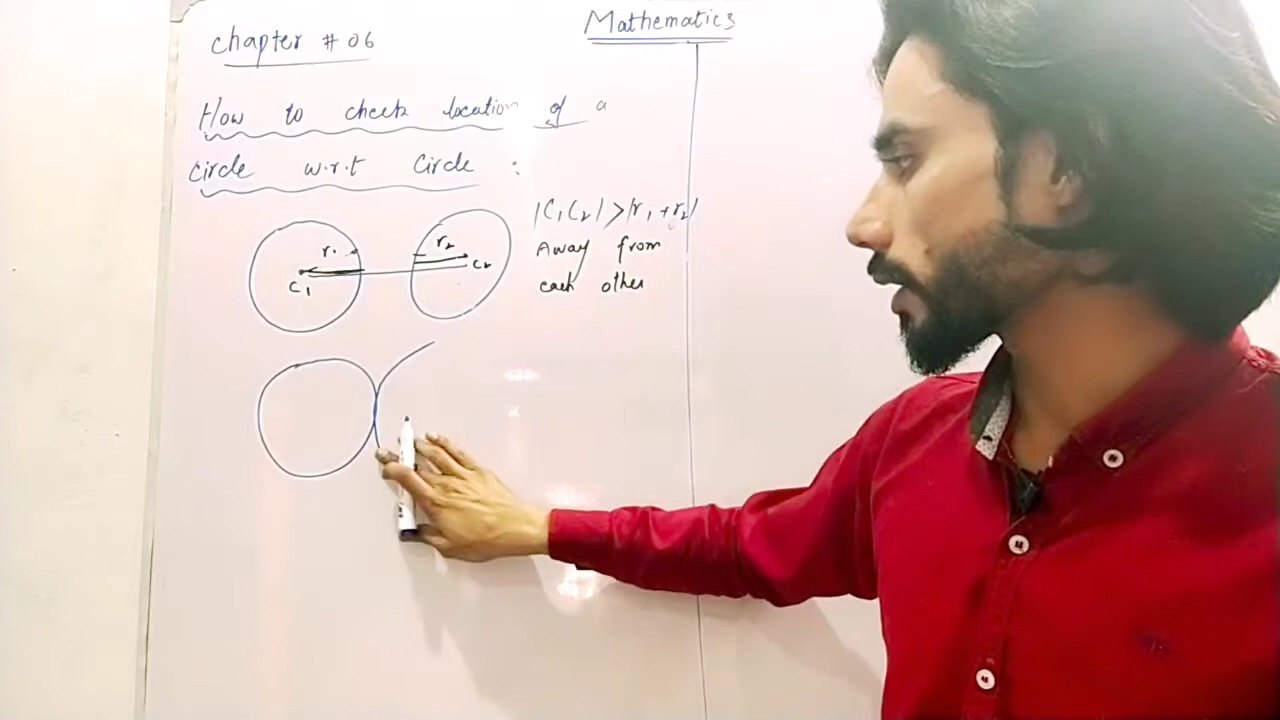 Mathematics
chapter # 06
How to check location of a
circle w.r.t Circle :
|C₁C₂| > |r₁ + r₂|
Away from
each other
r₁
r₂
C₁
C₂